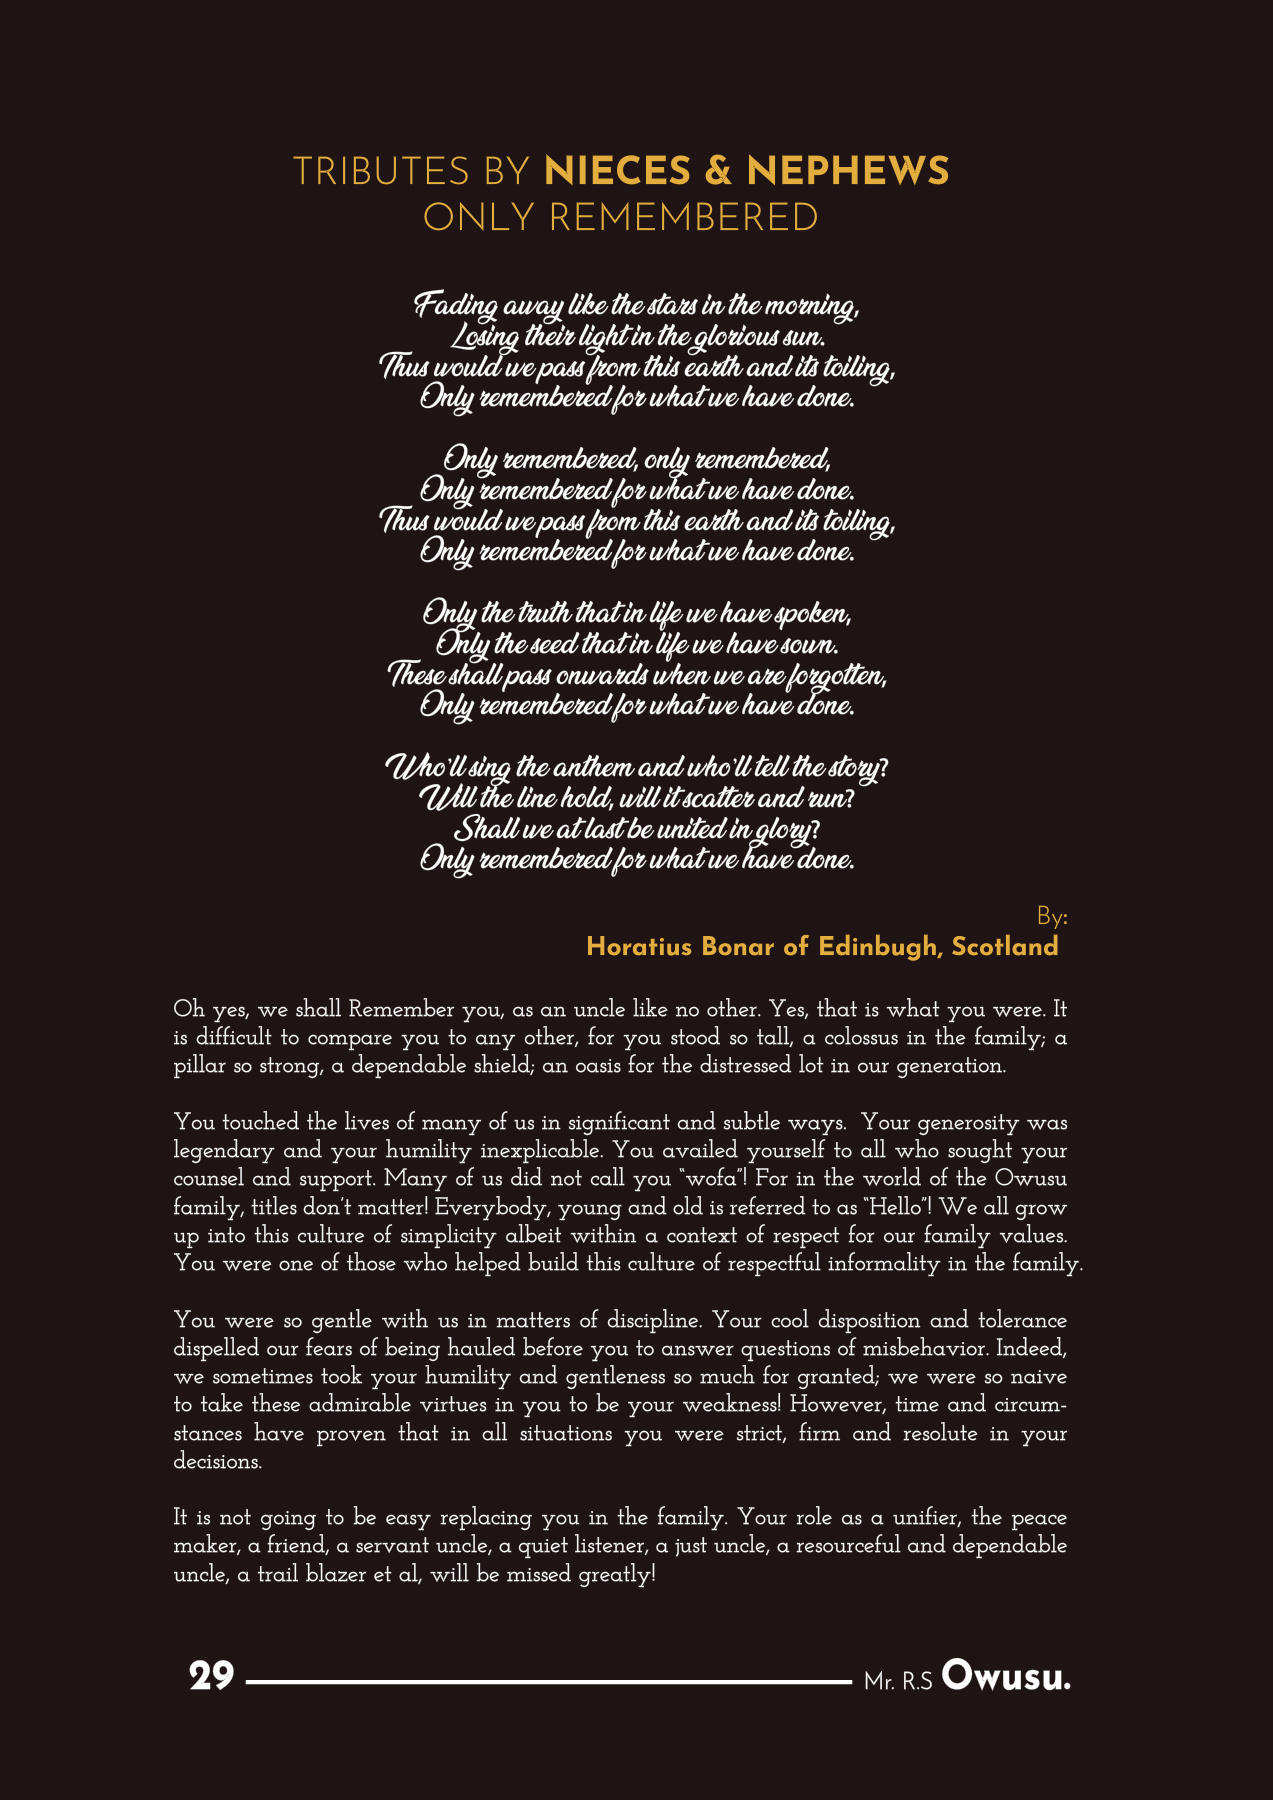 TRIBUTES BY NIECES & NEPHEWS
ONLY REMEMBERED
Fading away like the stars in the morning,
Losing their light in the glorious sun.
Thus would we pass from this earth and its toiling,
Only remembered for what we have done.
Only remembered, only remembered,
Only remembered for what we have done.
Thus would we pass from this earth and its toiling,
Only remembered for what we have done.
Only the truth that in life we have spoken,
Only the seed that in life we have sown.
These shall pass onwards when we are forgotten,
Only remembered for what we have done.
Who'll sing the anthem and who'll tell the story?
Will the line hold, will it scatter and run?
Shall we at last be united in glory?
Only remembered for what we have done.
By:
Horatius Bonar of Edinbugh, Scotland
Oh yes, we shall Remember you, as an uncle like no other. Yes, that is what you were. It
is difficult to compare you to any other, for you stood so tall, a colossus in the family; a
pillar so strong, a dependable shield; an oasis for the distressed lot in our generation.
You touched the lives of many of us in significant and subtle ways. Your generosity was
legendary and your humility inexplicable. You availed yourself to all who sought your
counsel and support. Many of us did not call you “wofa”! For in the world of the Owusu
family, titles don’t matter! Everybody, young and old is referred to as “Hello”! We all grow
up into this culture of simplicity albeit within a context of respect for our family values.
You were one of those who helped build this culture of respectful informality in the family.
You were so gentle with us in matters of discipline. Your cool disposition and tolerance
dispelled our fears of being hauled before you to answer questions of misbehavior. Indeed,
we sometimes took your humility and gentleness so much for granted; we were so naive
to take these admirable virtues in you to be your weakness! However, time and circum-
stances have proven that in all situations you were strict, firm and resolute in your
decisions.
It is not going to be easy replacing you in the family. Your role as a unifier, the peace
maker, a friend, a servant uncle, a quiet listener, a just uncle, a resourceful and dependable
uncle, a trail blazer et al, will be missed greatly!
29 Mr. R.S Owusu.